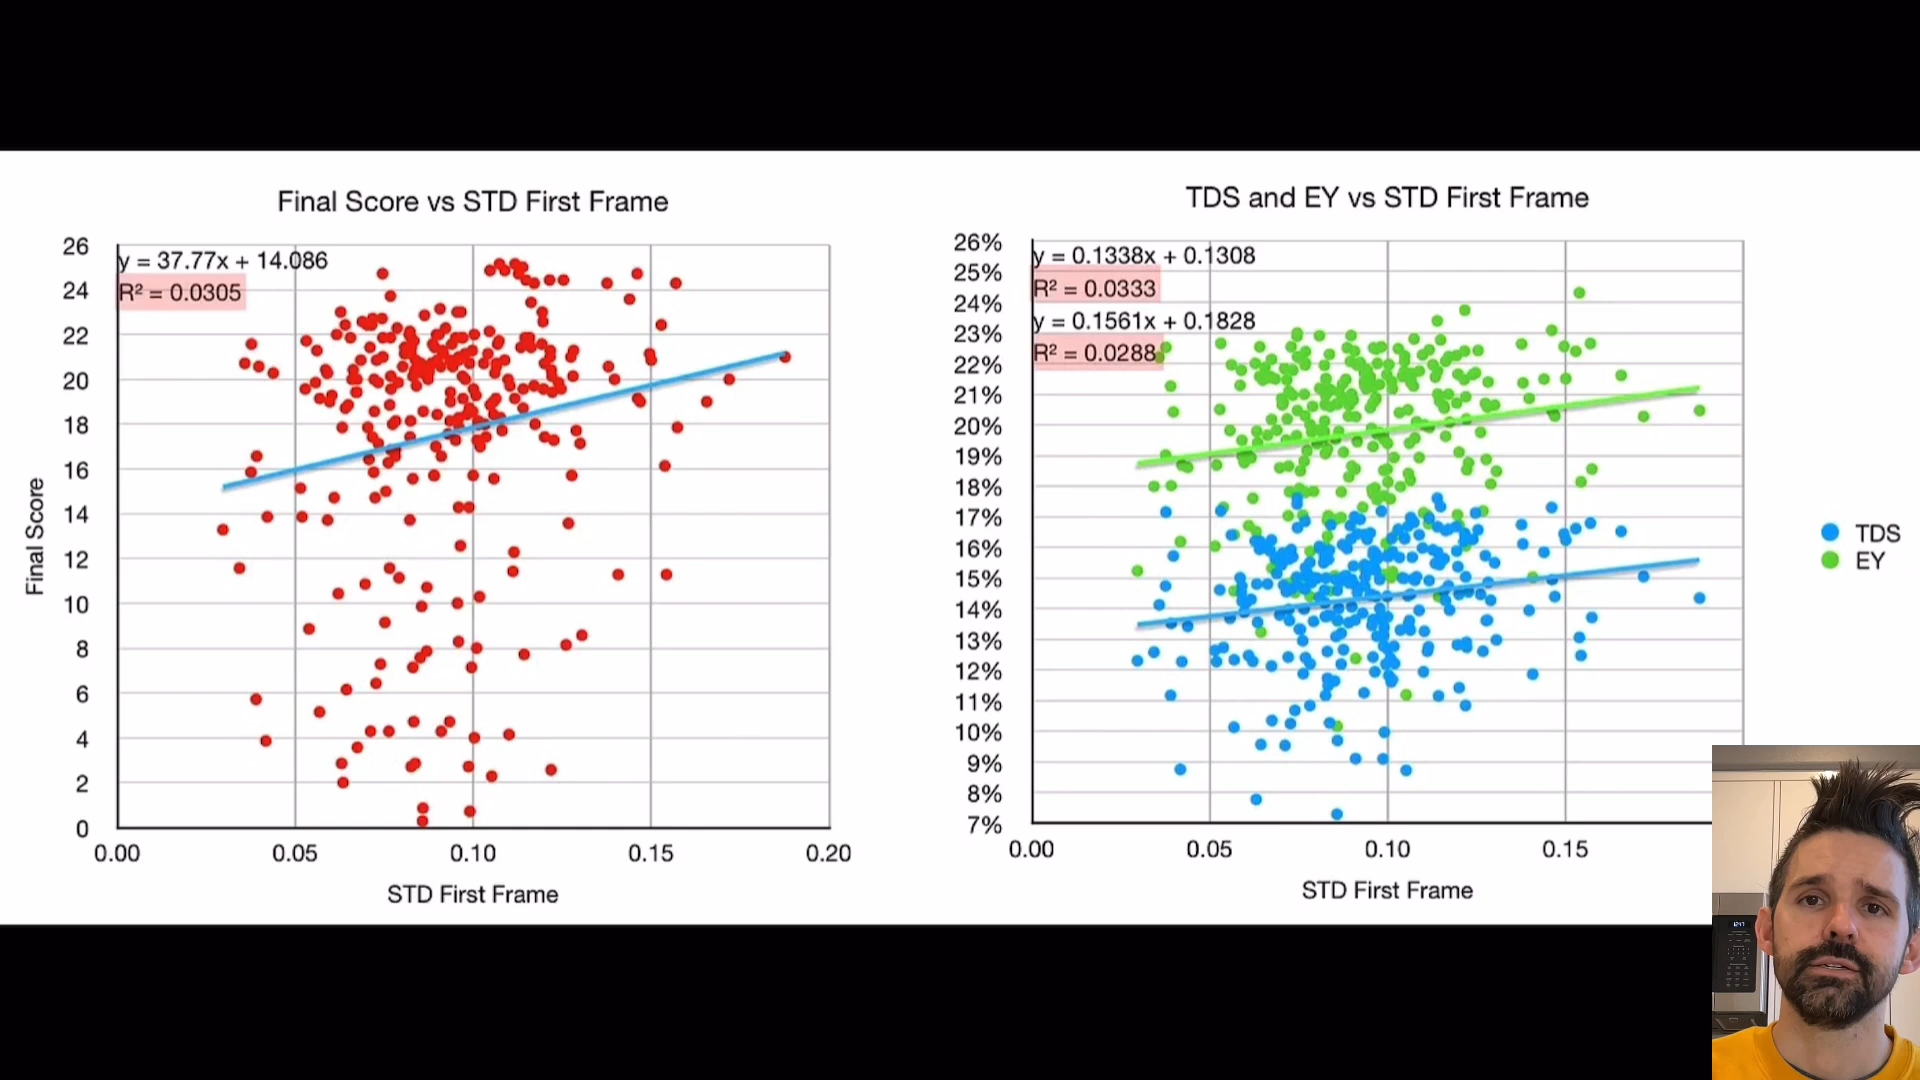 Final Score vs STD First Frame
y = 37.77x + 14.086
R² = 0.0305
Final Score
26
24
22
20
18
16
14
12
10
8
6
4
2
0
0.00 0.05 0.10 0.15 0.20
STD First Frame
TDS and EY vs STD First Frame
y = 0.1338x + 0.1308
R² = 0.0333
y = 0.1561x + 0.1828
R² = 0.0288
26%
25%
24%
23%
22%
21%
20%
19%
18%
17%
16%
15%
14%
13%
12%
11%
10%
9%
8%
7%
0.00 0.05 0.10 0.15
STD First Frame
TDS
EY